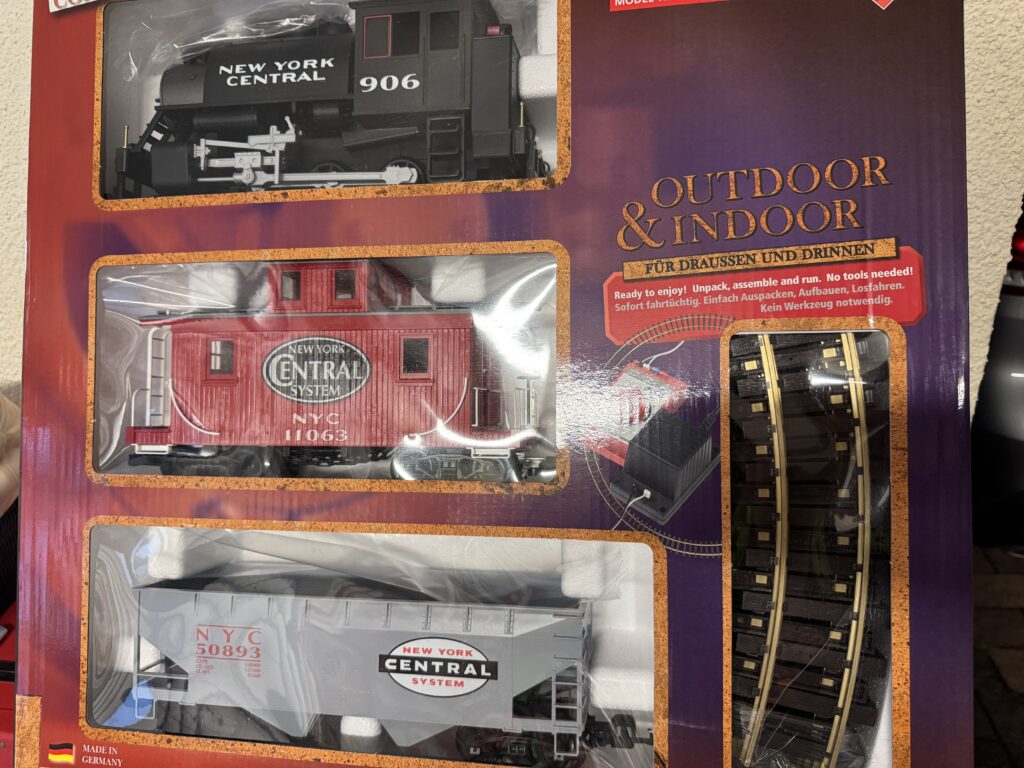 NEW YORK
CENTRAL
906
OUTDOOR
& INDOOR
FÜR DRAUSSEN UND DRINNEN
Ready to enjoy! Unpack, assemble and run. No tools needed!
Sofort fahrtüchtig. Einfach Auspacken, Aufbauen, Losfahren.
Kein Werkzeug notwendig.
NEW YORK
CENTRAL
SYSTEM
NYC
11063
NYC
50893
NEW YORK
CENTRAL
SYSTEM
MADE IN
GERMANY